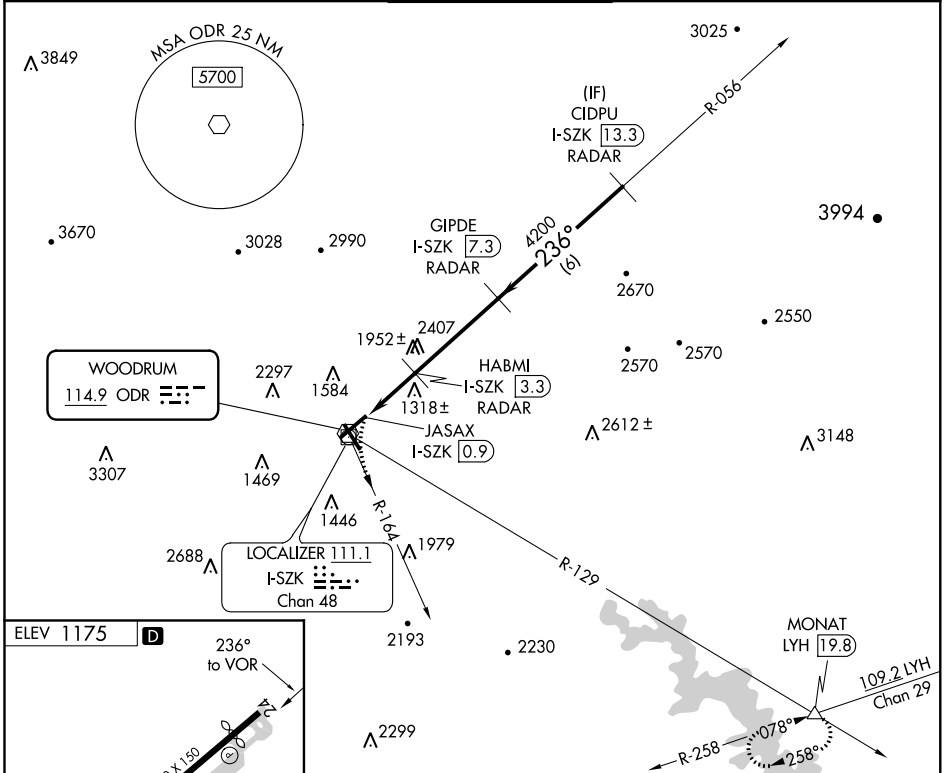 MSA ODR 25 NM
5700
3849
3025
R-056
(IF)
CIDPU
I-SZK 13.3
RADAR
3994
GIPDE
I-SZK 7.3
RADAR
4200
236°
(6)
3670
3028
2990
2670
2550
2570
2570
1952 ±
2407
WOODRUM
114.9 ODR
2297
1584
HABMI
I-SZK 3.3
RADAR
1318 ±
JASAX
I-SZK 0.9
2612 ±
3148
3307
1469
1446
R-164
2688
LOCALIZER 111.1
I-SZK
Chan 48
1979
R-129
2193
2230
MONAT
LYH 19.8
109.2 LYH
Chan 29
ELEV 1175
D
236°
to VOR
24
X 150
P
2299
R-258
078°
258°